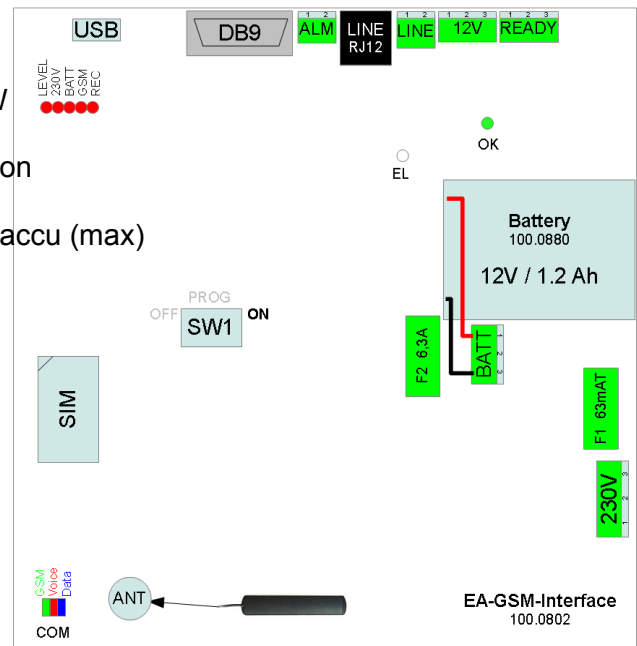 USB
DB9
1 2
ALM
LINE
RJ12
1 2
LINE
1 2 3
12V
1 2 3
READY
LEVEL
230V
BATT
GSM
REC
OK
EL
on
accu (max)
Battery
100.0880
12V / 1.2 Ah
PROG
OFF
ON
SW1
F2 6,3A
BATT
1
2
3
SIM
F1 63mAT
230V
3
2
1
GSM
Voice
Data
COM
ANT
EA-GSM-Interface
100.0802